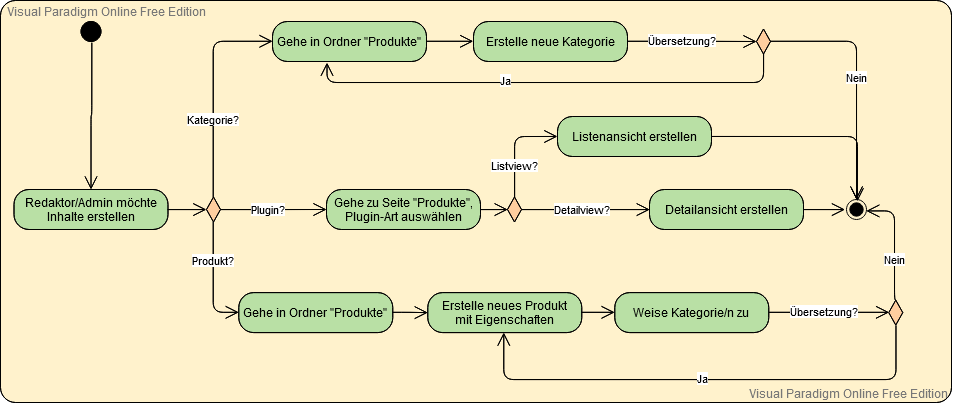 Visual Paradigm Online Free Edition
Gehe in Ordner "Produkte"
Erstelle neue Kategorie
Übersetzung?
Ja
Nein
Kategorie?
Listenansicht erstellen
Listview?
Redaktor/Admin möchte
Inhalte erstellen
Plugin?
Gehe zu Seite "Produkte",
Plugin-Art auswählen
Detailview?
Detailansicht erstellen
Produkt?
Nein
Gehe in Ordner "Produkte"
Erstelle neues Produkt
mit Eigenschaften
Weise Kategorie/n zu
Übersetzung?
Ja
Visual Paradigm Online Free Edition